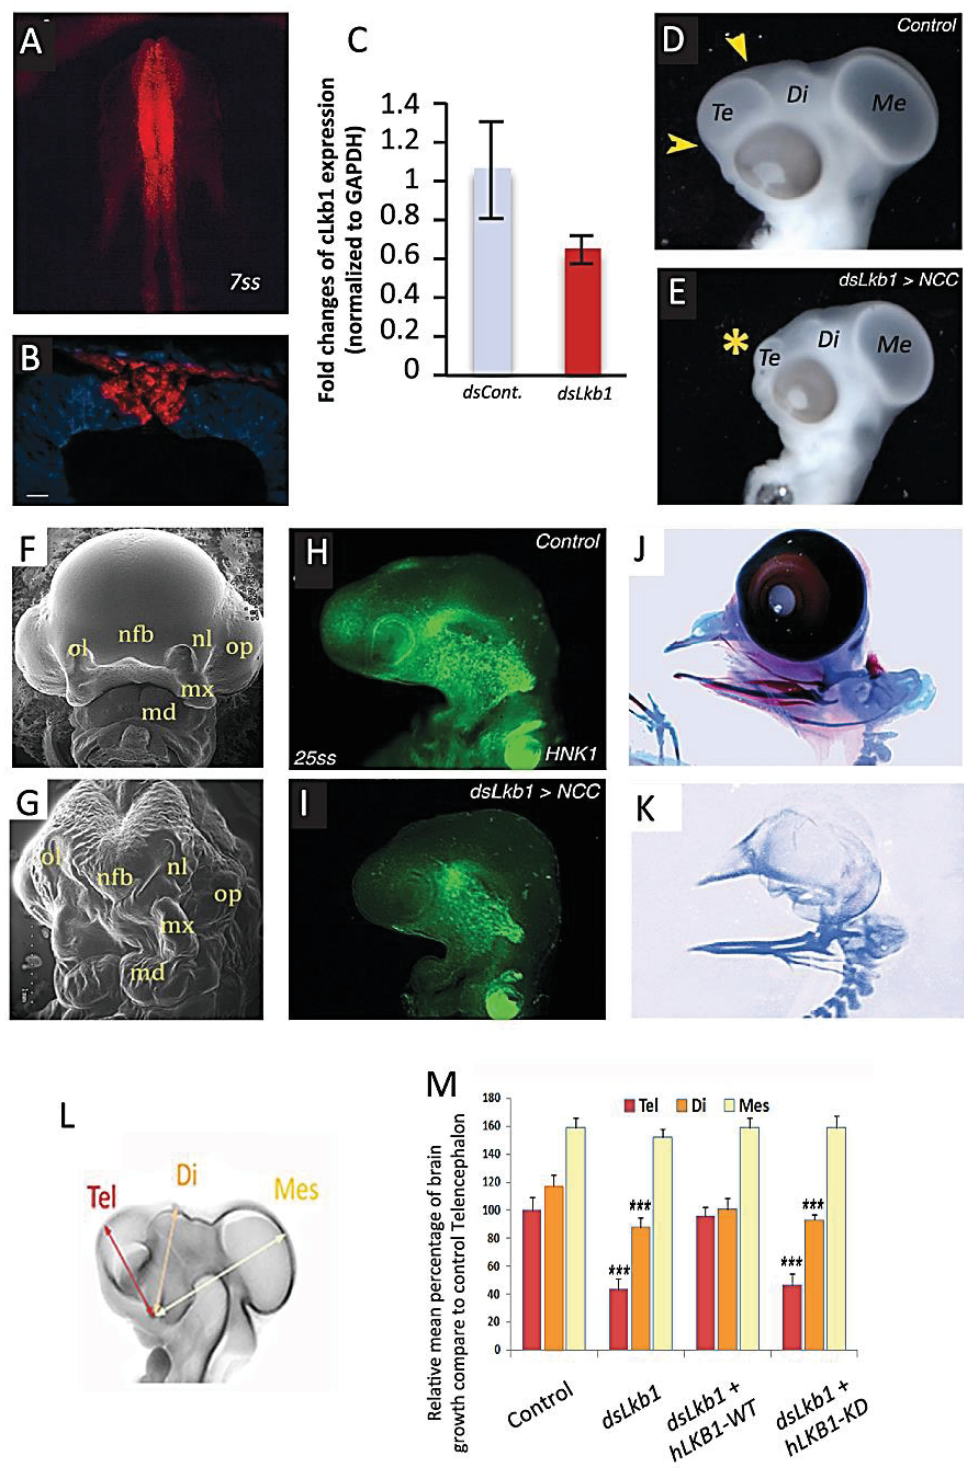 A
7ss
B
C
Fold changes of cLkb1 expression
(normalized to GAPDH)
1.4
1.2
1
0.8
0.6
0.4
0.2
0
dsCont.
dsLkb1
D
Control
Te
Di
Me
E
dsLkb1 > NCC
*
Te
Di
Me
F
ol
nfb
nl
op
mx
md
G
ol
nfb
nl
op
mx
md
H
Control
25ss
HNK1
I
dsLkb1 > NCC
J
K
L
Tel
Di
Mes
M
Relative mean percentage of brain
growth compare to control Telencephalon
180
160
140
120
100
80
60
40
20
0
Tel Di Mes
***
***
***
***
Control
dsLkb1
dsLkb1 +
hLKB1-WT
dsLkb1 +
hLKB1-KD